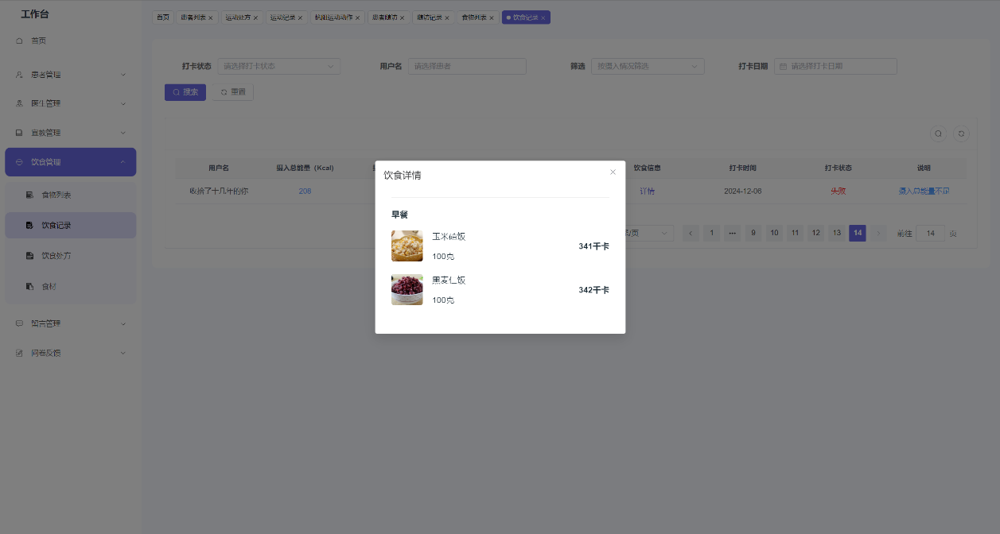 工作台
首页
患者管理
医生管理
宣教管理
饮食管理
食物列表
饮食记录
饮食处方
食材
留言管理
问卷反馈
首页 患者列表 运动处方 运动记录 抗阻运动动作 患者随访 随访记录 食物列表 饮食记录
打卡状态 请选择打卡状态 用户名 请选择患者 筛选 按摄入情况筛选 打卡日期 请选择打卡日期
搜索 重置
用户名 摄入总能量（Kcal） 饮食信息 打卡时间 打卡状态 说明
收拾了十几年的你 208 详情 2024-12-06 失败 摄入总能量不足
/页 1 ••• 9 10 11 12 13 14 前往 14 页
饮食详情
早餐
玉米碴饭
100克
341千卡
黑麦仁饭
100克
342千卡